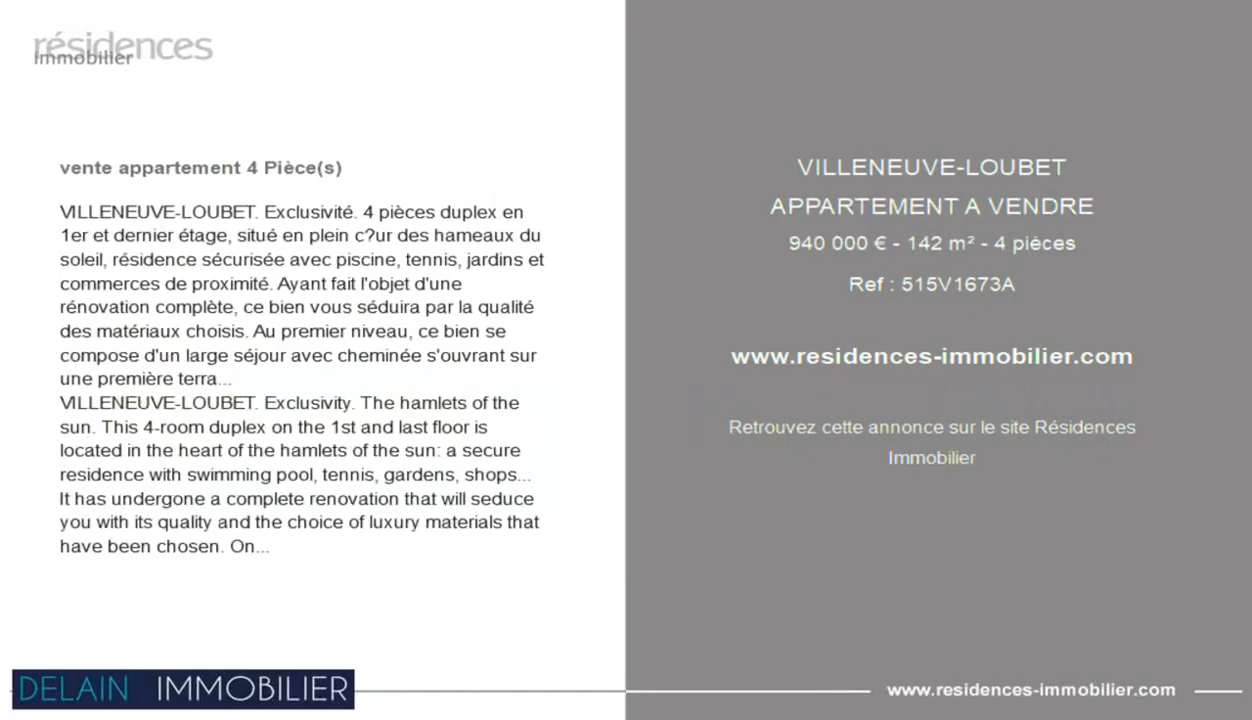 résidences
immobilier
vente appartement 4 Pièce(s)
VILLENEUVE-LOUBET. Exclusivité. 4 pièces duplex en
1er et dernier étage, situé en plein c?ur des hameaux du
soleil, résidence sécurisée avec piscine, tennis, jardins et
commerces de proximité. Ayant fait l'objet d'une
rénovation complète, ce bien vous séduira par la qualité
des matériaux choisis. Au premier niveau, ce bien se
compose d'un large séjour avec cheminée s'ouvrant sur
une première terra...
VILLENEUVE-LOUBET. Exclusivity. The hamlets of the
sun. This 4-room duplex on the 1st and last floor is
located in the heart of the hamlets of the sun: a secure
residence with swimming pool, tennis, gardens, shops...
It has undergone a complete renovation that will seduce
you with its quality and the choice of luxury materials that
have been chosen. On...
DELAIN IMMOBILIER
VILLENEUVE-LOUBET
APPARTEMENT A VENDRE
940 000 € - 142 m² - 4 pièces
Ref : 515V1673A
www.residences-immobilier.com
Retrouvez cette annonce sur le site Résidences
Immobilier
www.residences-immobilier.com